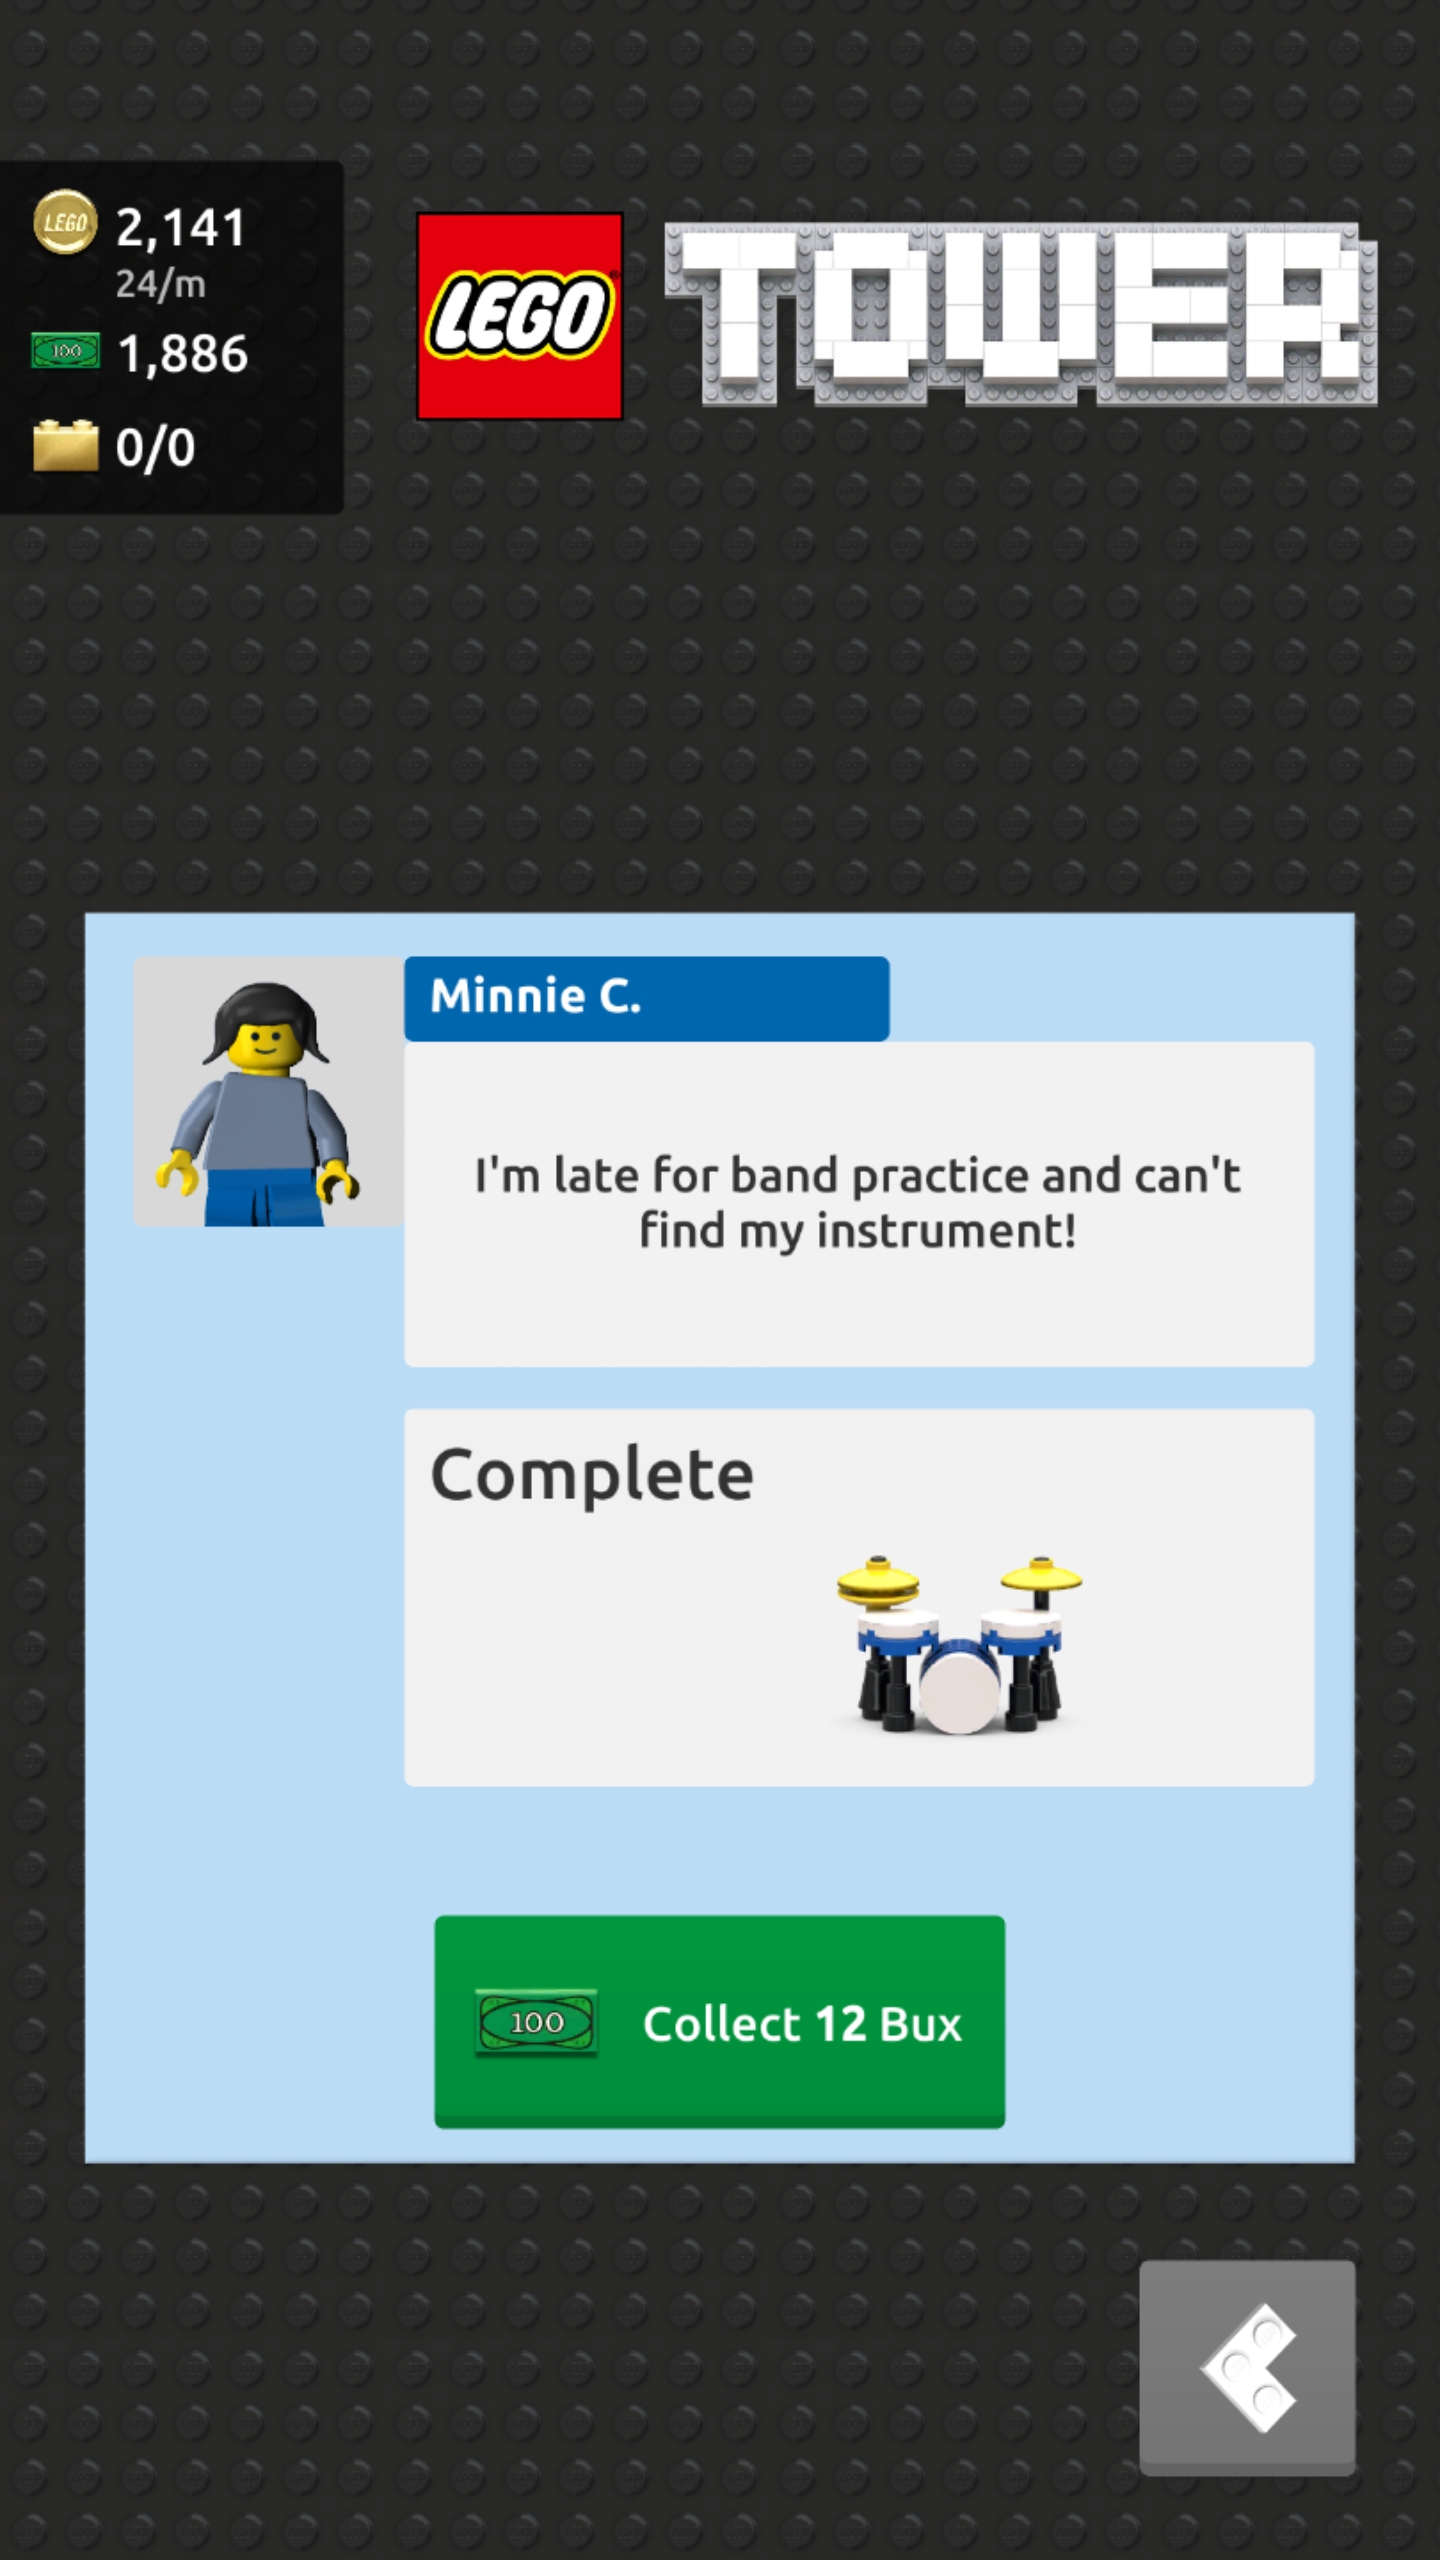 LEGO
2,141
24/m
100
1,886
0/0
LEGO
®
TOWER
Minnie C.
I'm late for band practice and can't
find my instrument!
Complete
100
Collect 12 Bux